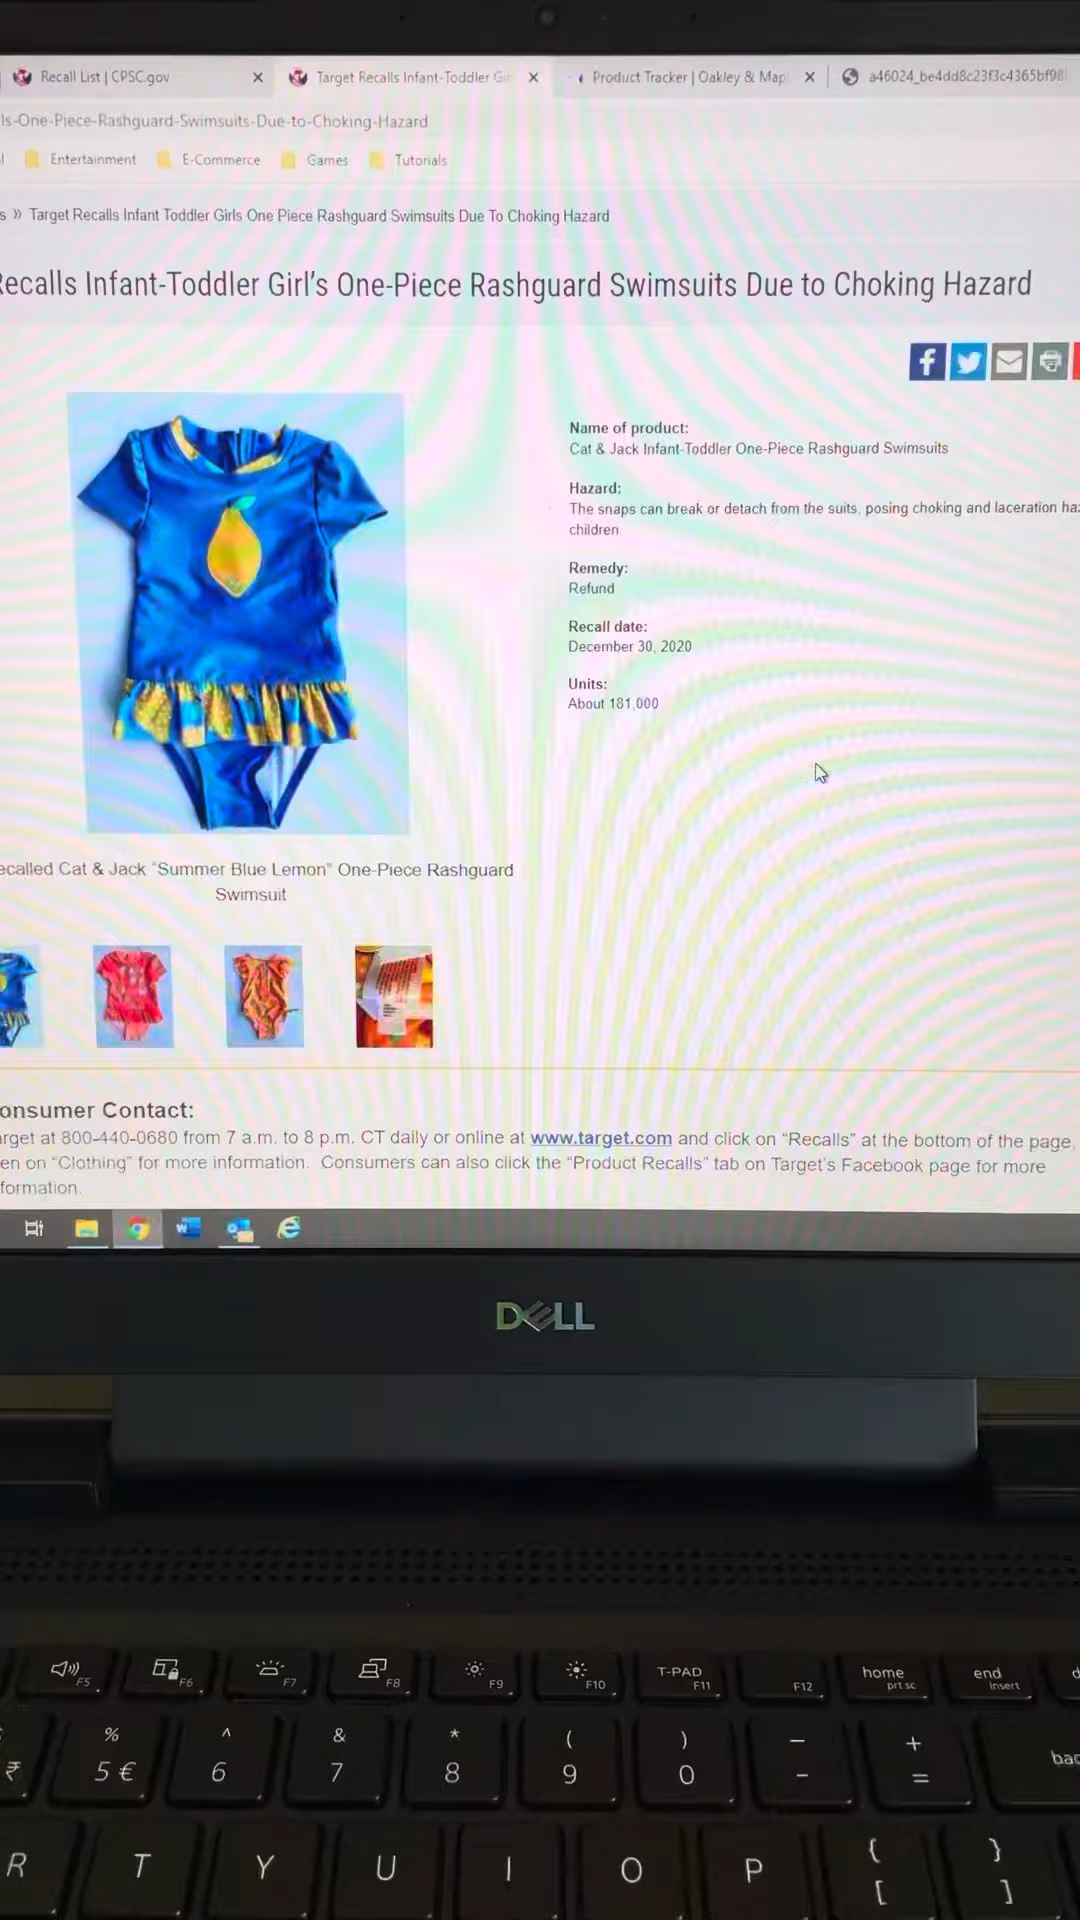 Recall List | CPSC.gov
Target Recalls Infant-Toddler Gir
Product Tracker | Oakley & Map
a46024_be4dd8c23f3c4365bf98
ls-One-Piece-Rashguard-Swimsuits-Due-to-Choking-Hazard
Entertainment
E-Commerce
Games
Tutorials
s » Target Recalls Infant Toddler Girls One Piece Rashguard Swimsuits Due To Choking Hazard
Recalls Infant-Toddler Girl's One-Piece Rashguard Swimsuits Due to Choking Hazard
Name of product:
Cat & Jack Infant-Toddler One-Piece Rashguard Swimsuits
Hazard:
The snaps can break or detach from the suits, posing choking and laceration haz
children
Remedy:
Refund
Recall date:
December 30, 2020
Units:
About 181,000
ecalled Cat & Jack "Summer Blue Lemon" One-Piece Rashguard
Swimsuit
onsumer Contact:
arget at 800-440-0680 from 7 a.m. to 8 p.m. CT daily or online at www.target.com and click on "Recalls" at the bottom of the page,
en on "Clothing" for more information. Consumers can also click the "Product Recalls" tab on Target's Facebook page for more
formation.
DELL
F5 F6 F7 F8 F9 F10 T-PAD F11 F12 home prt sc end insert
% ^ & * ( ) _ +
₹ 5 € 6 7 8 9 0 - = bac
R T Y U I O P { [ } ]